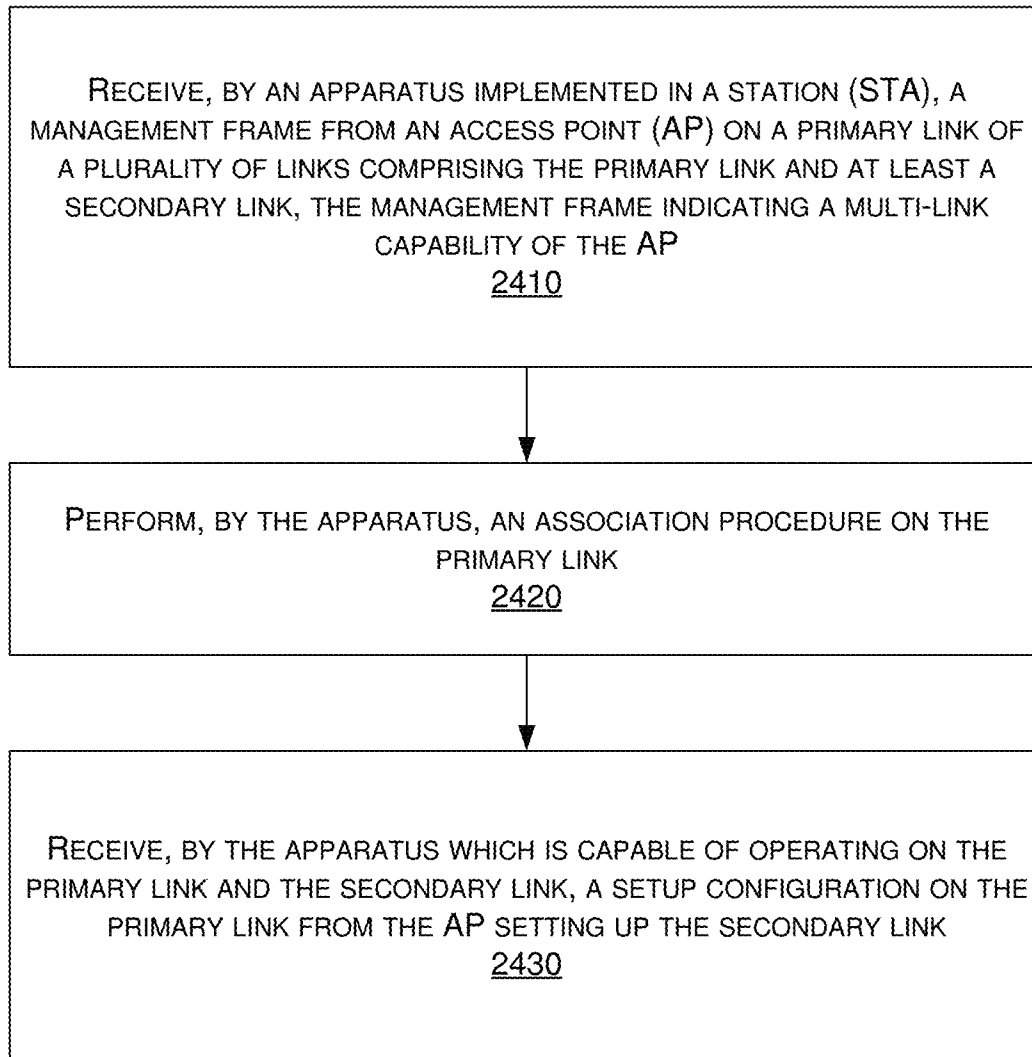 RECEIVE, BY AN APPARATUS IMPLEMENTED IN A STATION (STA), A
MANAGEMENT FRAME FROM AN ACCESS POINT (AP) ON A PRIMARY LINK OF
A PLURALITY OF LINKS COMPRISING THE PRIMARY LINK AND AT LEAST A
SECONDARY LINK, THE MANAGEMENT FRAME INDICATING A MULTI-LINK
CAPABILITY OF THE AP
2410
PERFORM, BY THE APPARATUS, AN ASSOCIATION PROCEDURE ON THE
PRIMARY LINK
2420
RECEIVE, BY THE APPARATUS WHICH IS CAPABLE OF OPERATING ON THE
PRIMARY LINK AND THE SECONDARY LINK, A SETUP CONFIGURATION ON THE
PRIMARY LINK FROM THE AP SETTING UP THE SECONDARY LINK
2430